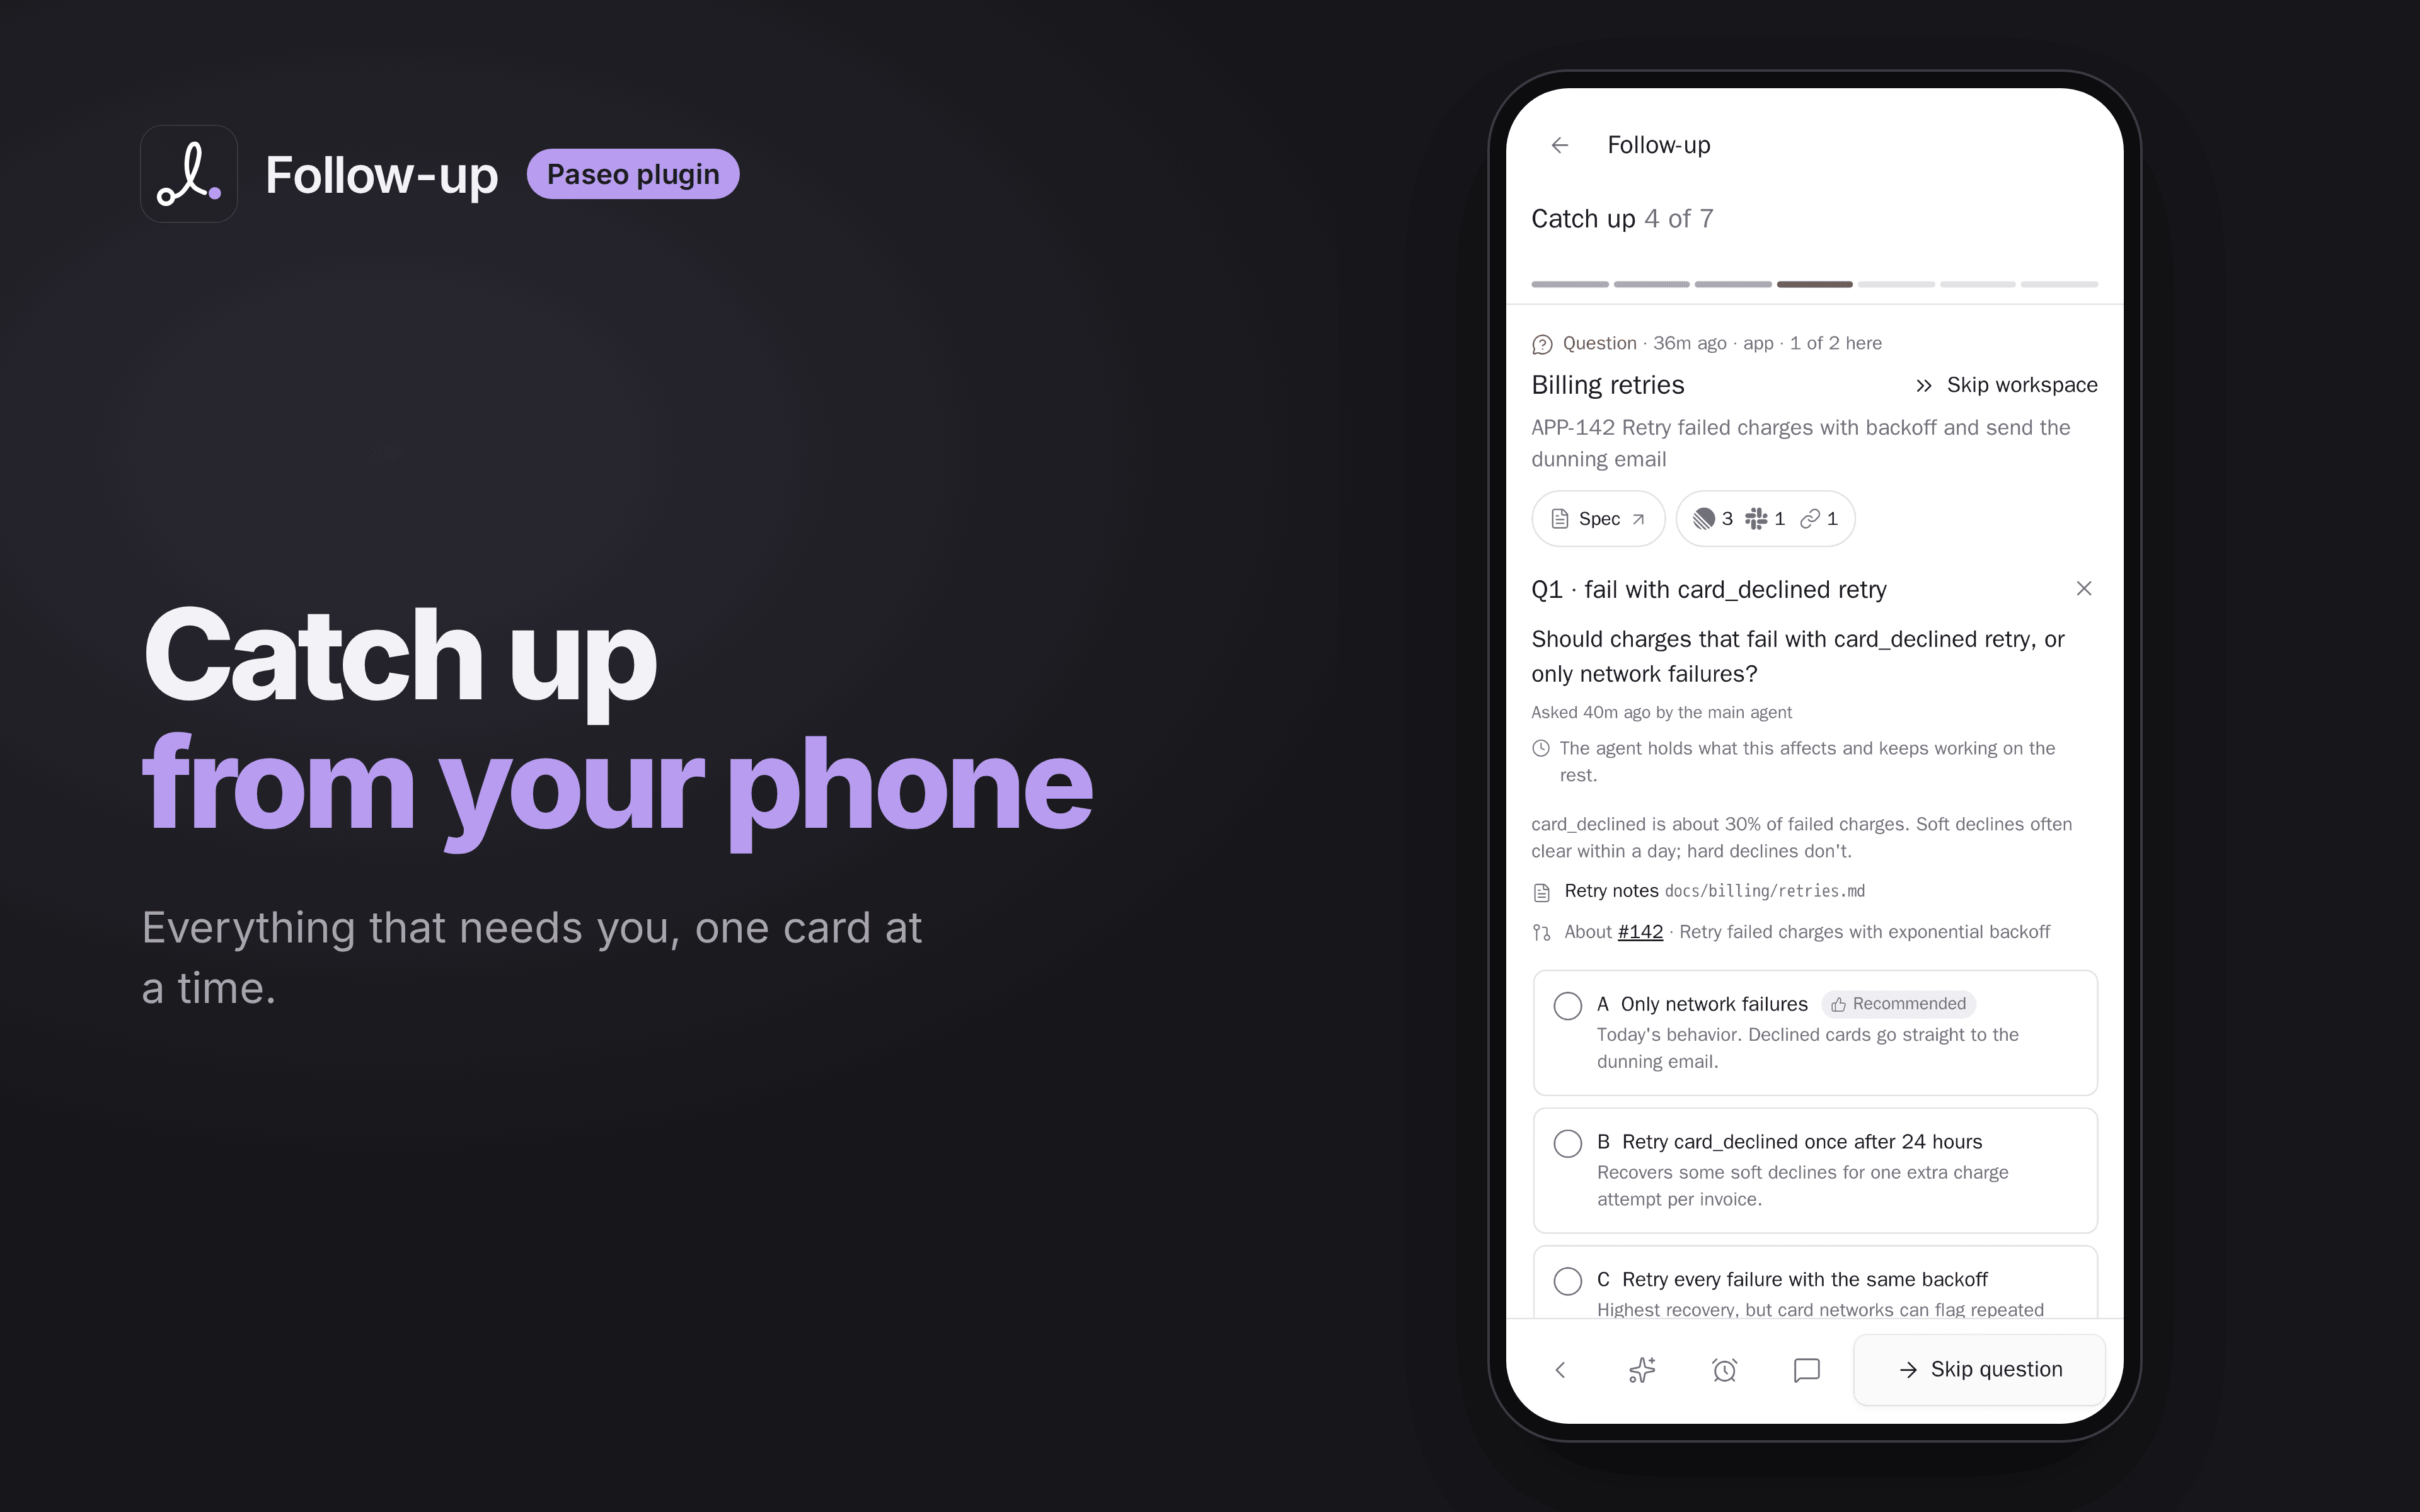 Follow-up
Paseo plugin
Catch up
from your phone
Everything that needs you, one card at
a time.
Follow-up
Catch up 4 of 7
Question · 36m ago · app · 1 of 2 here
Billing retries
Skip workspace
APP-142 Retry failed charges with backoff and send the
dunning email
Spec
3 1 1
Q1 · fail with card_declined retry
Should charges that fail with card_declined retry, or
only network failures?
Asked 40m ago by the main agent
The agent holds what this affects and keeps working on the
rest.
card_declined is about 30% of failed charges. Soft declines often
clear within a day; hard declines don't.
Retry notes docs/billing/retries.md
About #142 · Retry failed charges with exponential backoff
A Only network failures Recommended
Today's behavior. Declined cards go straight to the
dunning email.
B Retry card_declined once after 24 hours
Recovers some soft declines for one extra charge
attempt per invoice.
C Retry every failure with the same backoff
Highest recovery, but card networks can flag repeated
Skip question